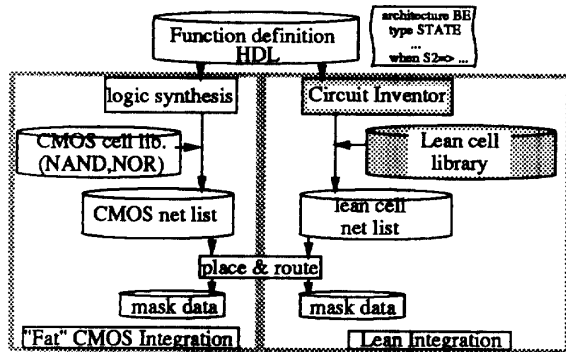 Function definition
HDL
architecture BE
type STATE
...
when S2=> ...
logic synthesis
Circuit Inventor
CMOS cell lib.
(NAND,NOR)
Lean cell
library
CMOS net list
lean cell
net list
place & route
mask data
mask data
"Fat" CMOS Integration
Lean Integration